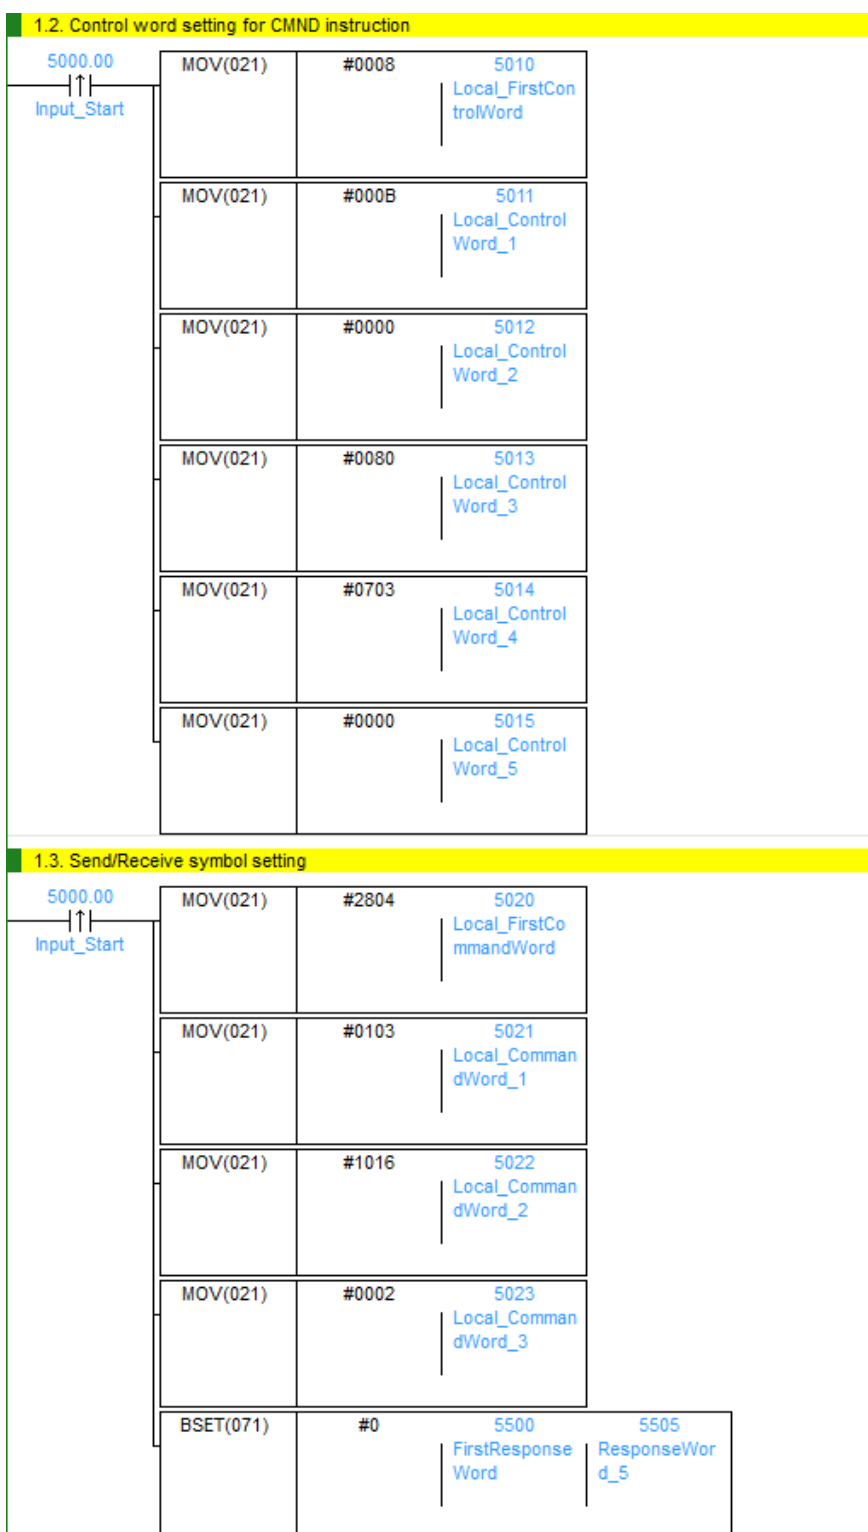 1.2. Control word setting for CMND instruction
5000.00
Input_Start
MOV(021) #0008 5010
Local_FirstCon
trolWord
MOV(021) #000B 5011
Local_Control
Word_1
MOV(021) #0000 5012
Local_Control
Word_2
MOV(021) #0080 5013
Local_Control
Word_3
MOV(021) #0703 5014
Local_Control
Word_4
MOV(021) #0000 5015
Local_Control
Word_5
1.3. Send/Receive symbol setting
5000.00
Input_Start
MOV(021) #2804 5020
Local_FirstCo
mmandWord
MOV(021) #0103 5021
Local_Comman
dWord_1
MOV(021) #1016 5022
Local_Comman
dWord_2
MOV(021) #0002 5023
Local_Comman
dWord_3
BSET(071) #0 5500 5505
FirstResponse ResponseWor
Word d_5